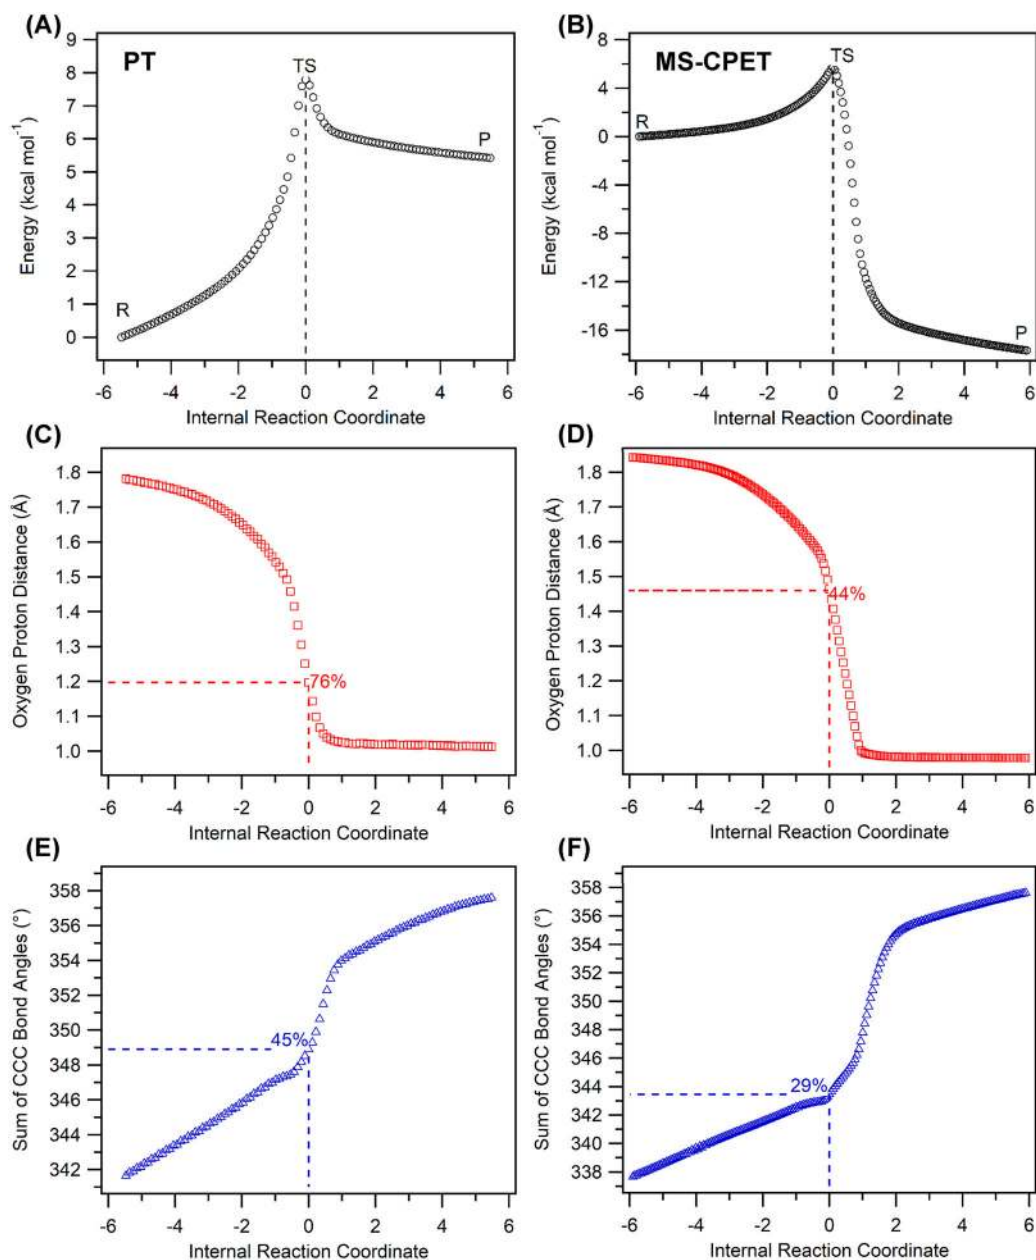 (A)
PT
TS
R
P
Energy (kcal mol⁻¹)
9
8
7
6
5
4
3
2
1
0
-6 -4 -2 0 2 4 6
Internal Reaction Coordinate
(B)
MS-CPET
TS
R
P
Energy (kcal mol⁻¹)
8
4
0
-4
-8
-12
-16
-6 -4 -2 0 2 4 6
Internal Reaction Coordinate
(C)
Oxygen Proton Distance (Å)
1.8
1.7
1.6
1.5
1.4
1.3
1.2
1.1
1.0
76%
-6 -4 -2 0 2 4 6
Internal Reaction Coordinate
(D)
Oxygen Proton Distance (Å)
1.8
1.7
1.6
1.5
1.4
1.3
1.2
1.1
1.0
44%
-6 -4 -2 0 2 4 6
Internal Reaction Coordinate
(E)
Sum of CCC Bond Angles (°)
358
356
354
352
350
348
346
344
342
45%
-6 -4 -2 0 2 4 6
Internal Reaction Coordinate
(F)
Sum of CCC Bond Angles (°)
358
356
354
352
350
348
346
344
342
340
338
29%
-6 -4 -2 0 2 4 6
Internal Reaction Coordinate